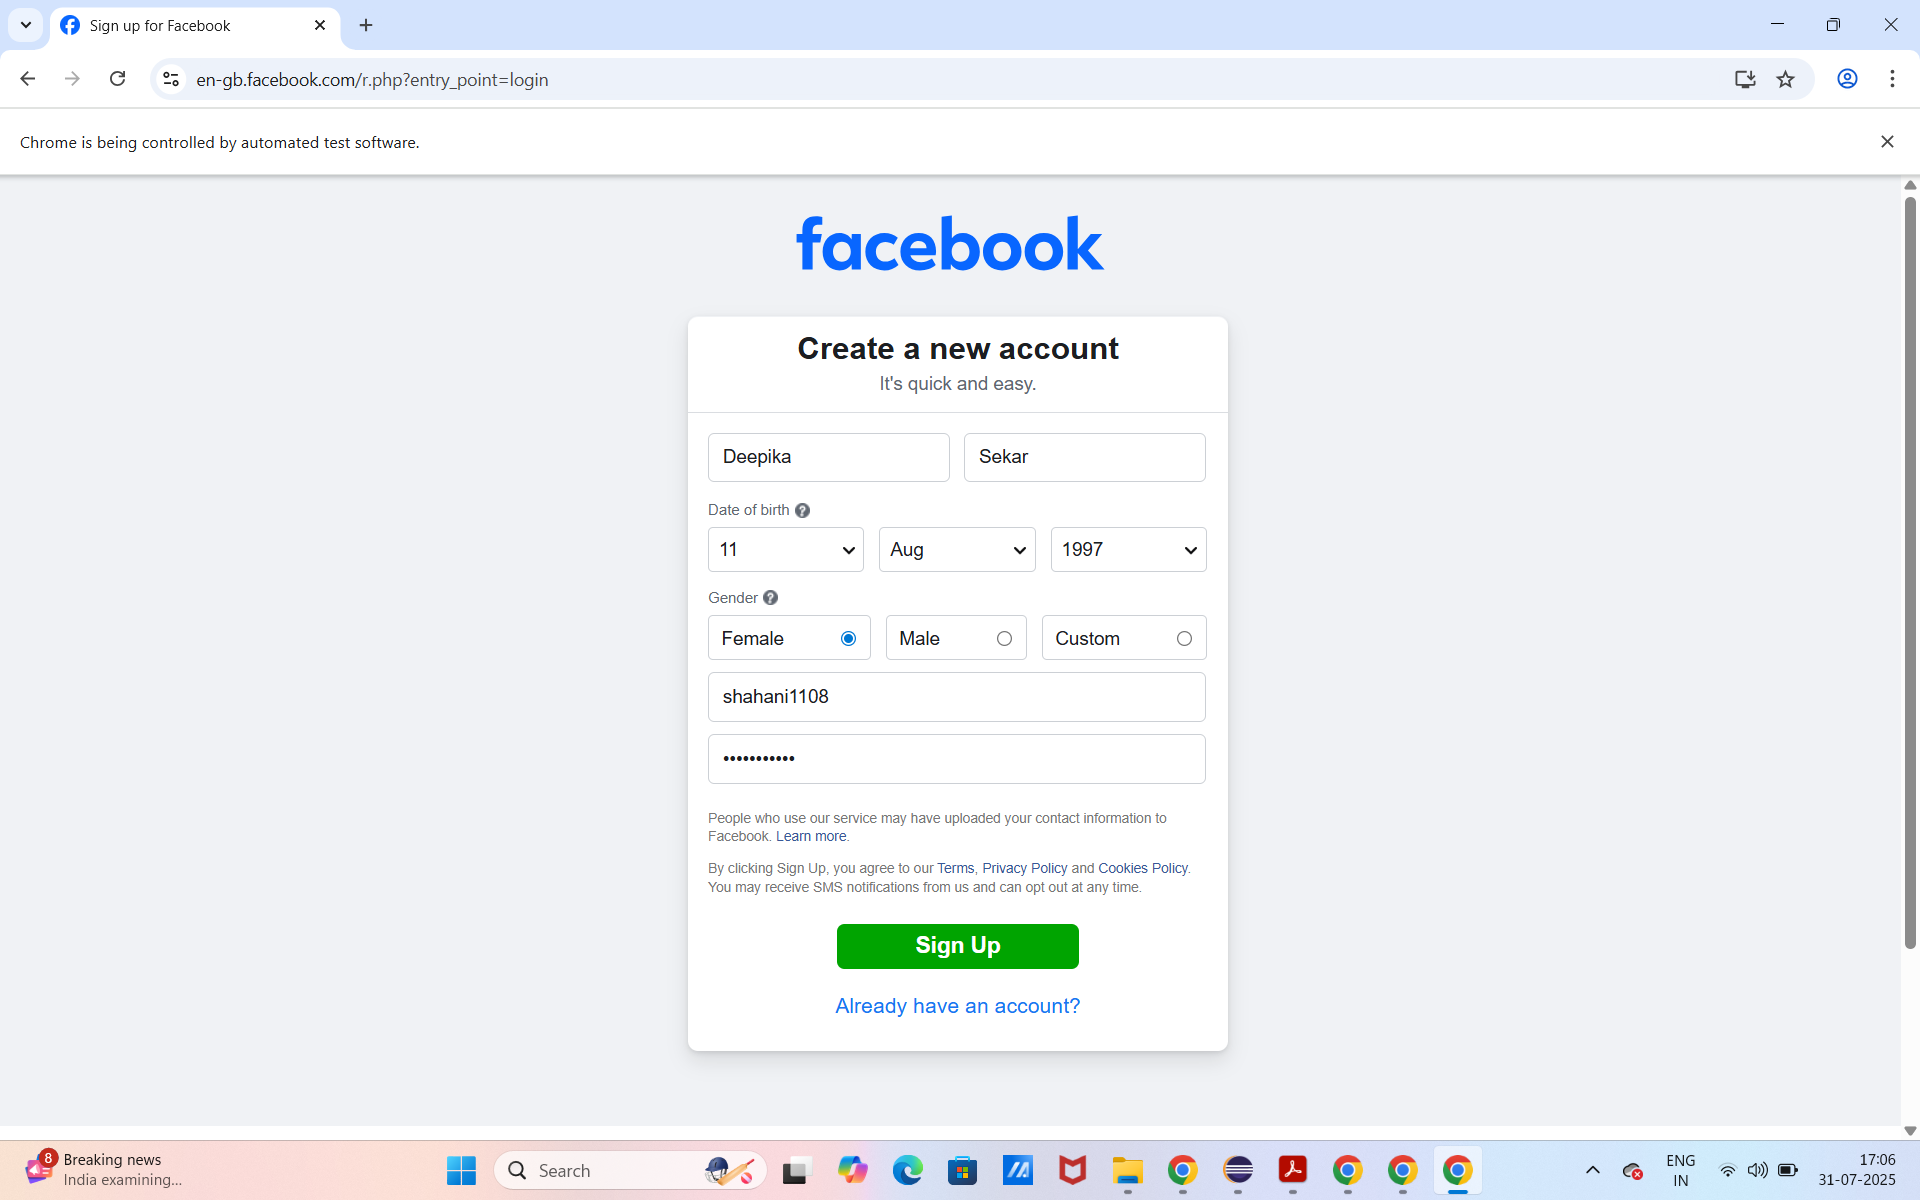 Sign up for Facebook
en-gb.facebook.com/r.php?entry_point=login
Chrome is being controlled by automated test software.
facebook
Create a new account
It's quick and easy.
Deepika Sekar
Date of birth ?
11 Aug 1997
Gender ?
Female Male Custom
shahani1108
•••••••••••
People who use our service may have uploaded your contact information to
Facebook. Learn more.
By clicking Sign Up, you agree to our Terms, Privacy Policy and Cookies Policy.
You may receive SMS notifications from us and can opt out at any time.
Sign Up
Already have an account?
8 Breaking news
India examining...
Search
ENG
IN
17:06
31-07-2025